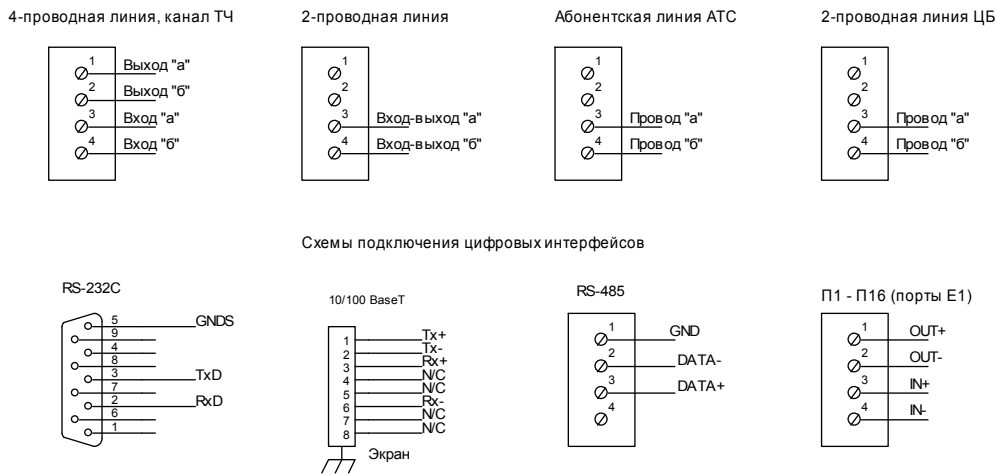 4-проводная линия, канал ТЧ
1 Выход "а"
2 Выход "б"
3 Вход "а"
4 Вход "б"
2-проводная линия
1
2
3 Вход-выход "а"
4 Вход-выход "б"
Абонентская линия АТС
1
2
3 Провод "а"
4 Провод "б"
2-проводная линия ЦБ
1
2
3 Провод "а"
4 Провод "б"
Схемы подключения цифровых интерфейсов
RS-232C
5 GNDS
9
4
8
3 TxD
7
2 RxD
6
1
10/100 BaseT
1 Tx+
2 Tx-
3 Rx+
4 N/C
5 N/C
6 Rx-
7 N/C
8 N/C
Экран
RS-485
1 GND
2 DATA-
3 DATA+
4
П1 - П16 (порты Е1)
1 OUT+
2 OUT-
3 IN+
4 IN-